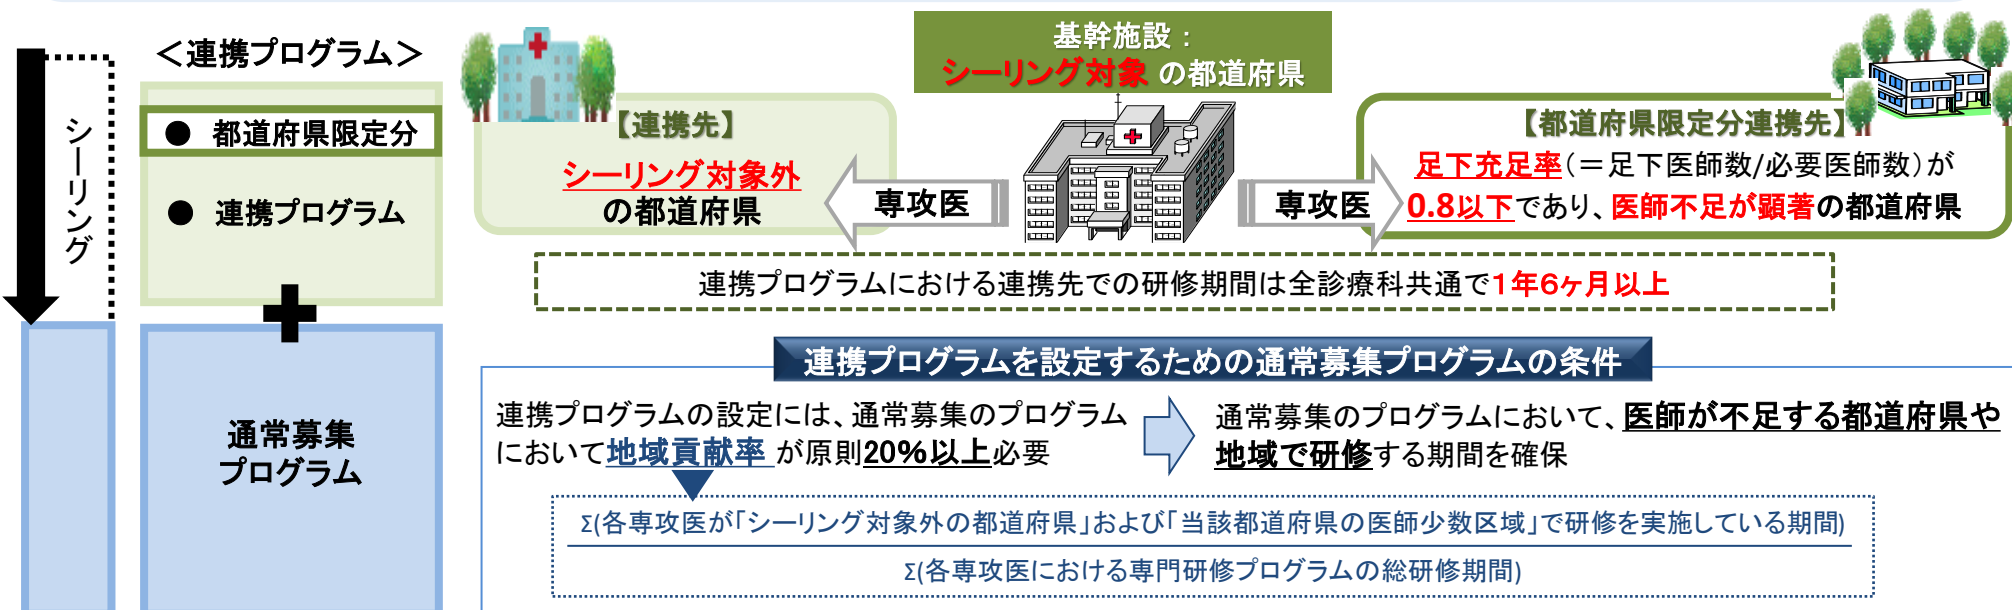 シーリング
＜連携プログラム＞
● 都道府県限定分
● 連携プログラム
通常募集
プログラム
基幹施設：
シーリング対象 の都道府県
【連携先】
シーリング対象外
の都道府県
専攻医
専攻医
【都道府県限定分連携先】
足下充足率（＝足下医師数/必要医師数）が
0.8以下であり、医師不足が顕著の都道府県
連携プログラムにおける連携先での研修期間は全診療科共通で１年６ヶ月以上
連携プログラムを設定するための通常募集プログラムの条件
連携プログラムの設定には、通常募集のプログラム
において地域貢献率 が原則20％以上必要
通常募集のプログラムにおいて、医師が不足する都道府県や
地域で研修する期間を確保
Σ(各専攻医が「シーリング対象外の都道府県」および「当該都道府県の医師少数区域」で研修を実施している期間)
Σ(各専攻医における専門研修プログラムの総研修期間)